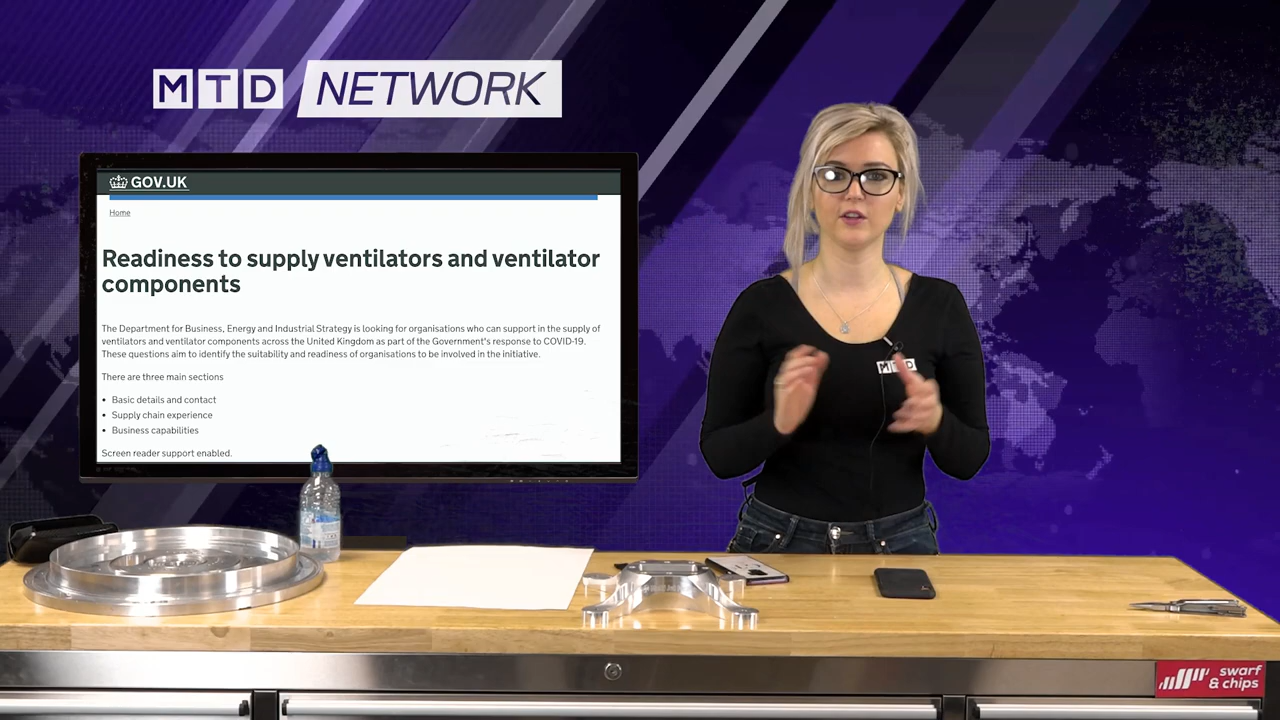 MTD NETWORK
GOV.UK
Home
Readiness to supply ventilators and ventilator
components
The Department for Business, Energy and Industrial Strategy is looking for organisations who can support in the supply of
ventilators and ventilator components across the United Kingdom as part of the Government's response to COVID-19.
These questions aim to identify the suitability and readiness of organisations to be involved in the initiative.
There are three main sections
• Basic details and contact
• Supply chain experience
• Business capabilities
Screen reader support enabled.
MTD
swarf
& chips